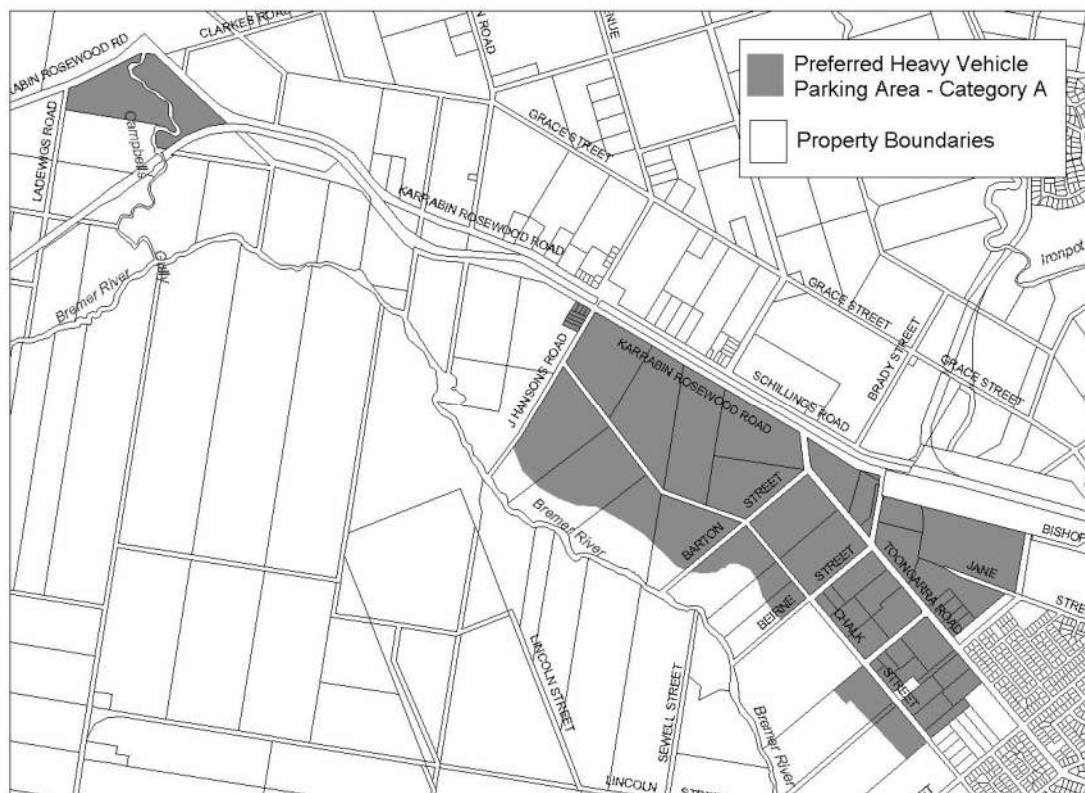 CLARKES ROAD
N ROAD
ENUE
RABIN ROSEWOOD RD
Preferred Heavy Vehicle
Parking Area - Category A
Property Boundaries
LADEWIGS ROAD
Campbells
Gully
GRACE STREET
KARRABIN ROSEWOOD ROAD
Bremer River
Ironpot
GRACE STREET
BRADY STREET
GRACE STREET
J HANSONS ROAD
KARRABIN ROSEWOOD ROAD
SCHILLINGS ROAD
Bremer River
BARTON STREET
BISHOP
TOONGARRA ROAD
JANE
STRE
BEIRNE STREET
CHALK
STREET
LINCOLN STREET
SEWELL STREET
Bremer River
LINCOLN